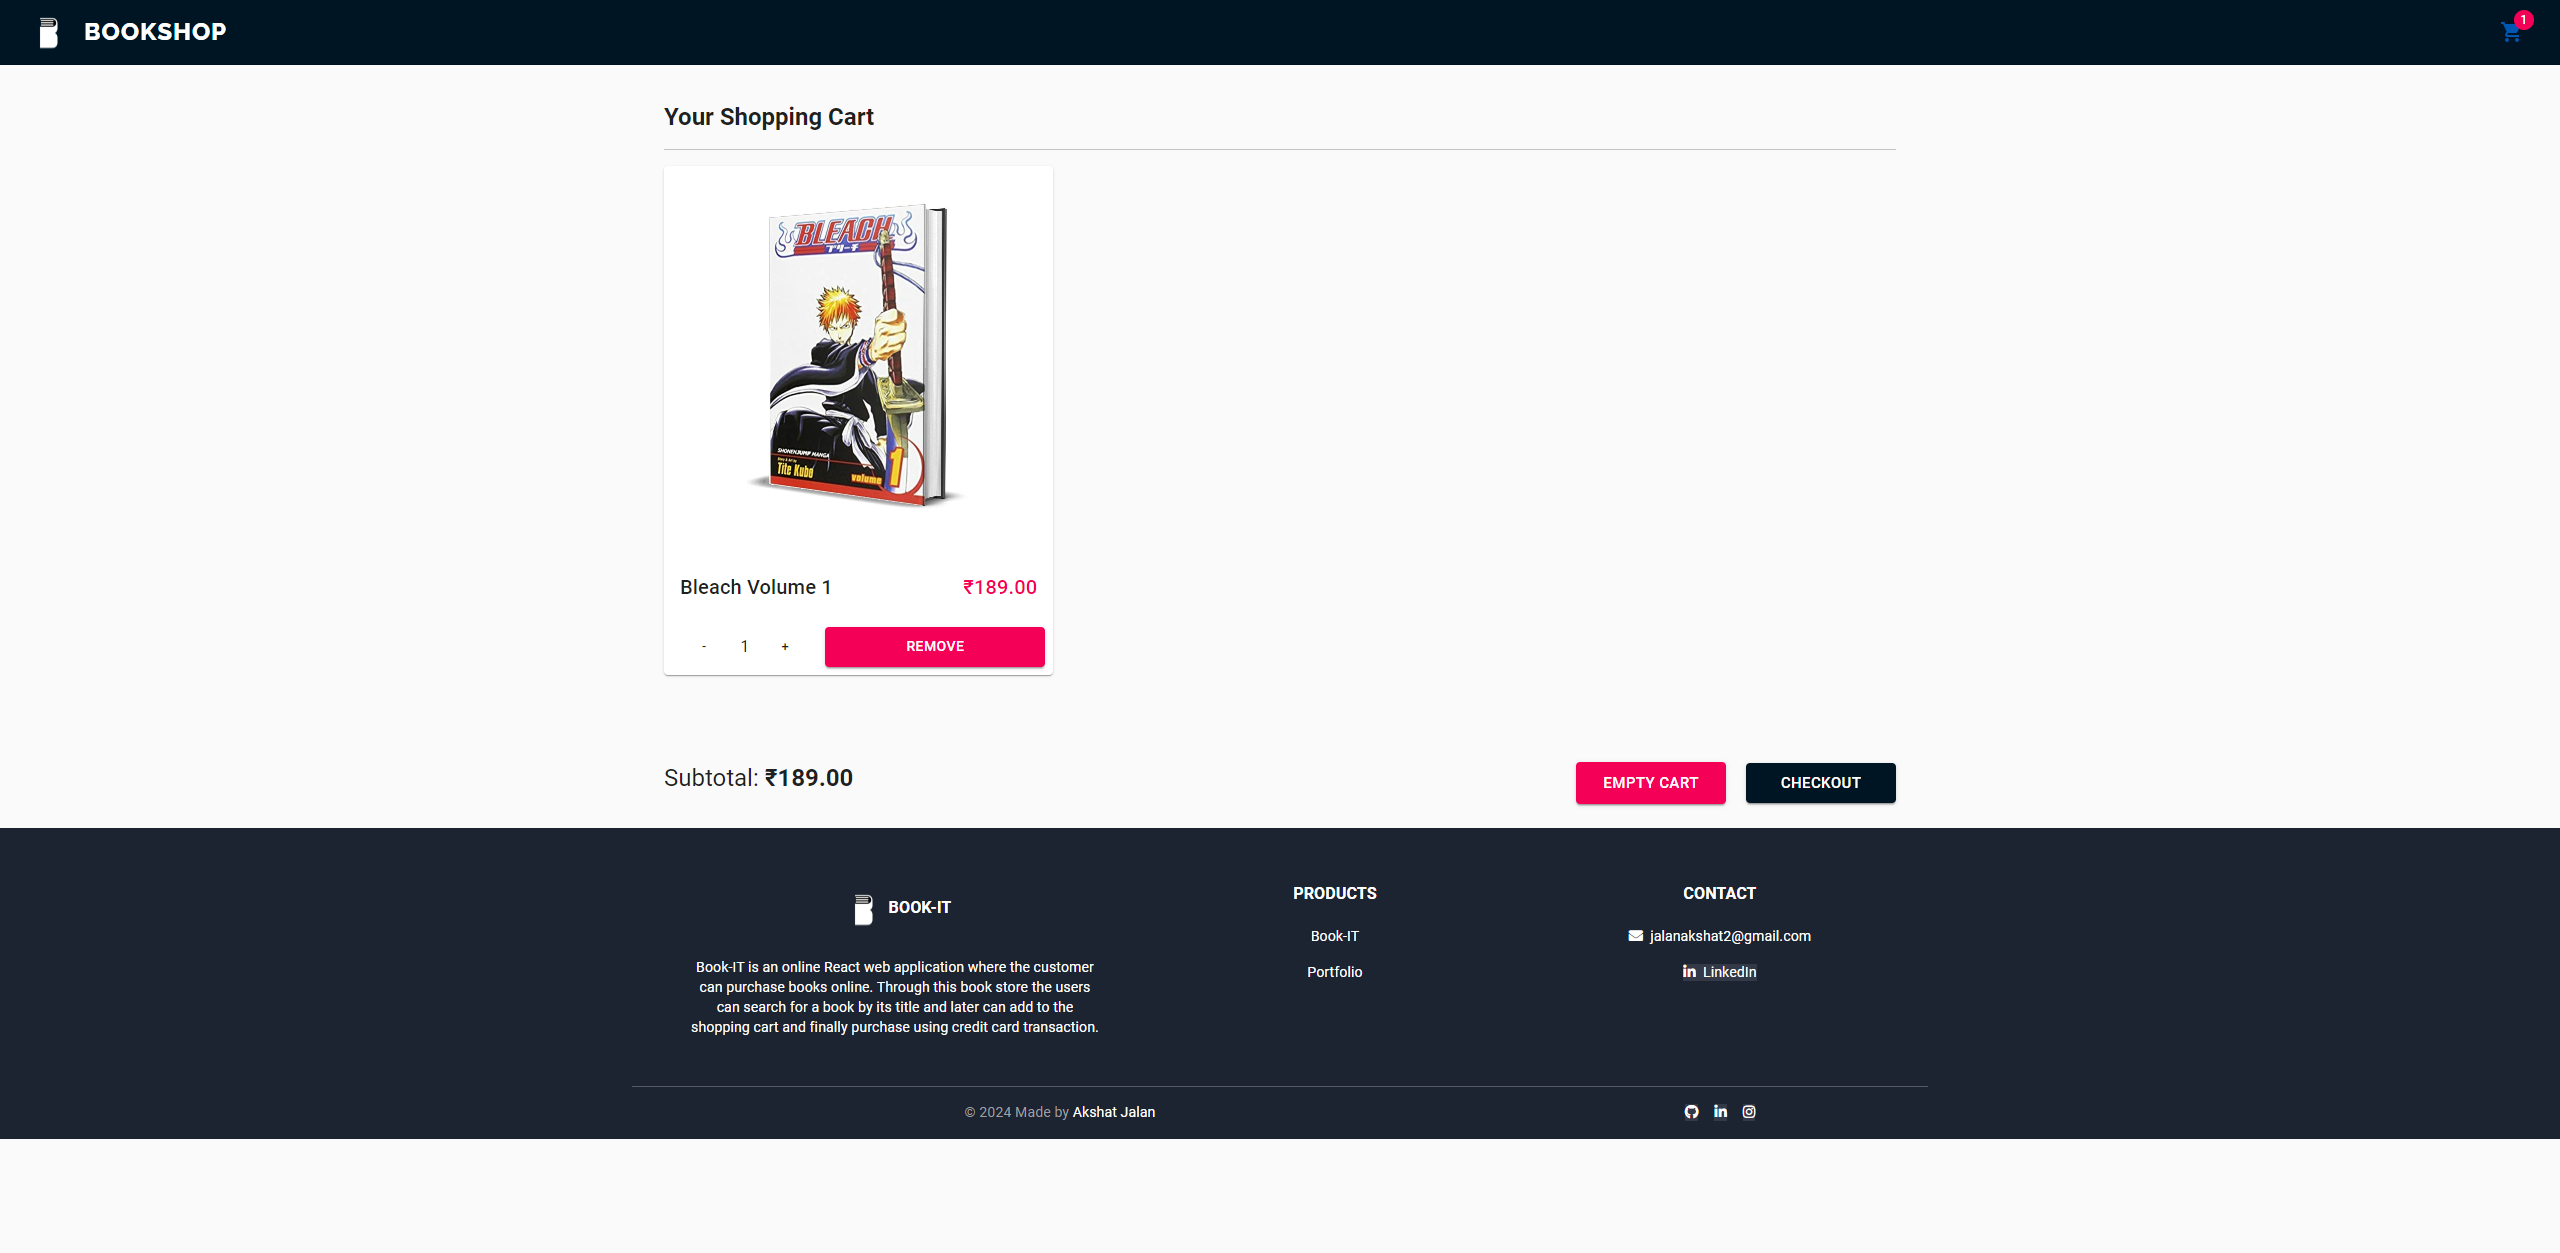 BOOKSHOP
1
Your Shopping Cart
BLEACH
ブリーチ
SHONEN JUMP MANGA
Story & Art by
Tite Kubo
volume 1
Bleach Volume 1
₹189.00
- 1 +
REMOVE
Subtotal: ₹189.00
EMPTY CART
CHECKOUT
BOOK-IT
Book-IT is an online React web application where the customer
can purchase books online. Through this book store the users
can search for a book by its title and later can add to the
shopping cart and finally purchase using credit card transaction.
PRODUCTS
Book-IT
Portfolio
CONTACT
jalanakshat2@gmail.com
LinkedIn
© 2024 Made by Akshat Jalan